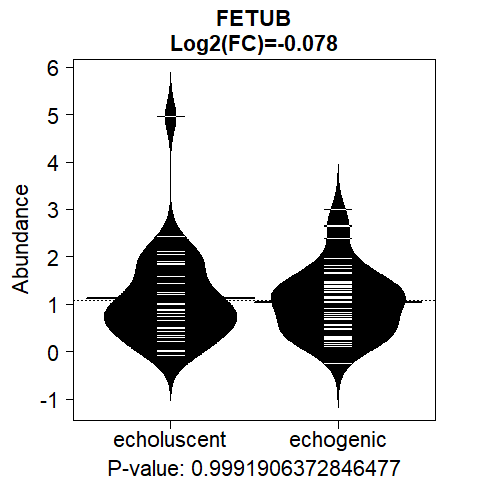 FETUB
Log2(FC)=-0.078
Abundance
6
5
4
3
2
1
0
-1
echoluscent echogenic
P-value: 0.9991906372846477